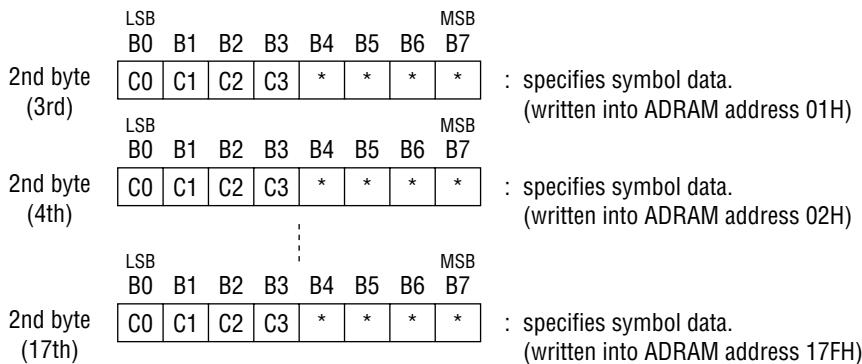 LSB MSB
B0 B1 B2 B3 B4 B5 B6 B7
2nd byte C0 C1 C2 C3 * * * * : specifies symbol data.
(3rd) (written into ADRAM address 01H)
LSB MSB
B0 B1 B2 B3 B4 B5 B6 B7
2nd byte C0 C1 C2 C3 * * * * : specifies symbol data.
(4th) (written into ADRAM address 02H)
LSB MSB
B0 B1 B2 B3 B4 B5 B6 B7
2nd byte C0 C1 C2 C3 * * * * : specifies symbol data.
(17th) (written into ADRAM address 17FH)